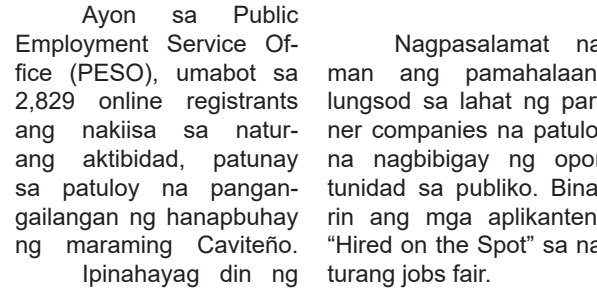 Ayon sa Public
Employment Service Of-
fice (PESO), umabot sa
2,829 online registrants
ang nakiisa sa natur-
ang aktibidad, patunay
sa patuloy na pangan-
gailangan ng hanapbuhay
ng maraming Caviteño.
Ipinahayag din ng
Nagpasalamat na
man ang pamahalaan
lungsod sa lahat ng par
ner companies na patulo
na nagbibigay ng opor
tunidad sa publiko. Bina
rin ang mga aplikanten
“Hired on the Spot” sa na
turang jobs fair.